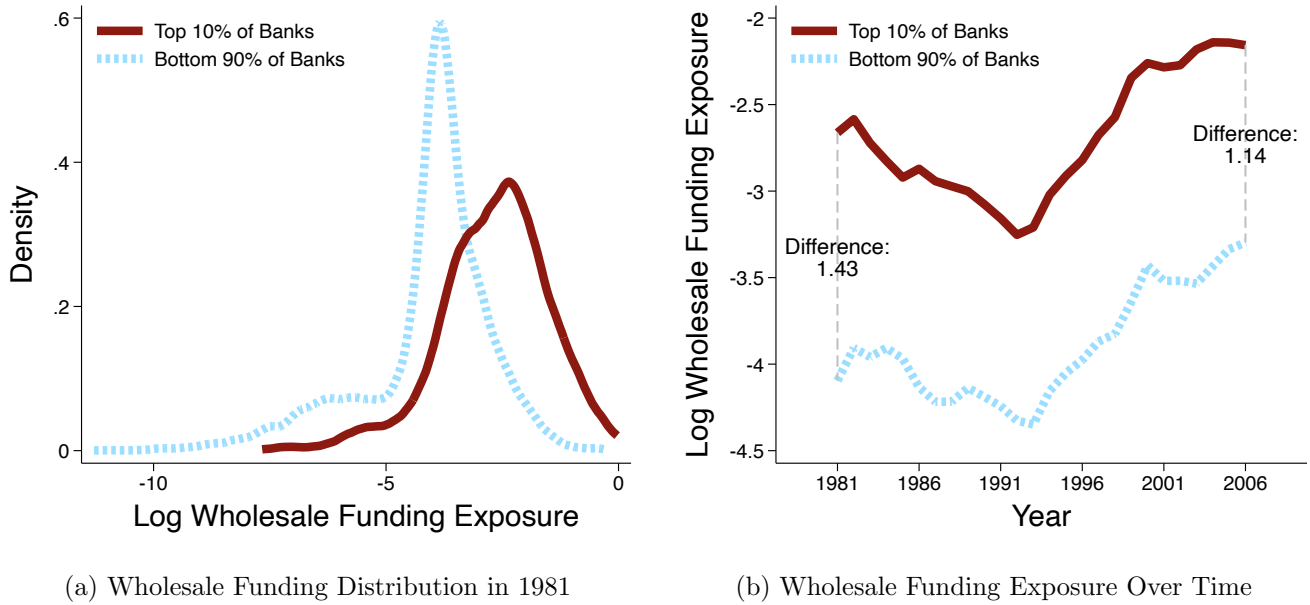 Top 10% of Banks
Bottom 90% of Banks
.6
.4
.2
0
Density
-10
-5
0
Log Wholesale Funding Exposure
(a) Wholesale Funding Distribution in 1981
Top 10% of Banks
Bottom 90% of Banks
-2
-2.5
-3
-3.5
-4
-4.5
Log Wholesale Funding Exposure
Difference:
1.43
Difference:
1.14
1981
1986
1991
1996
2001
2006
Year
(b) Wholesale Funding Exposure Over Time